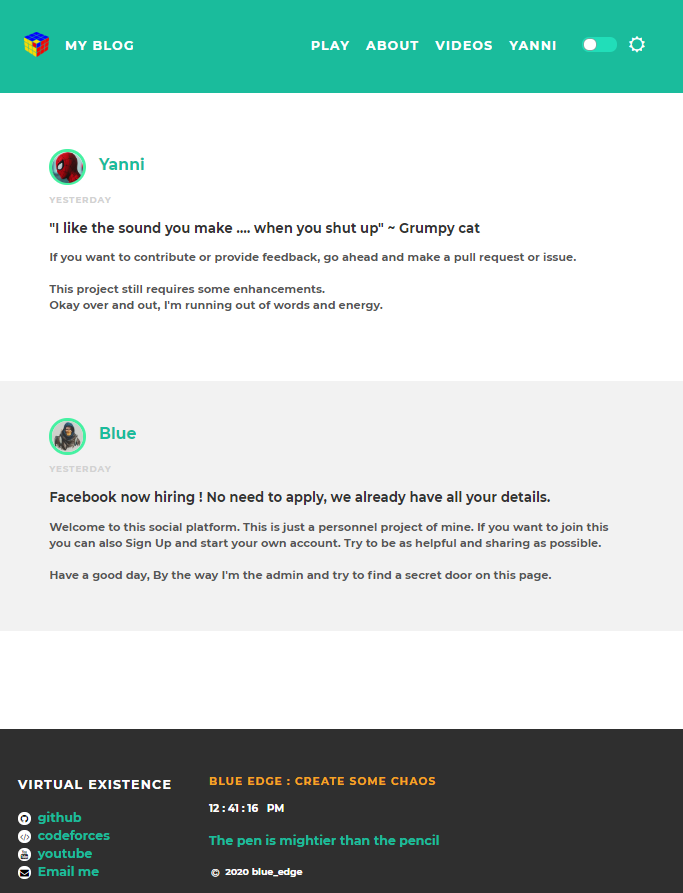 MY BLOG
PLAY ABOUT VIDEOS YANNI
Yanni
YESTERDAY
"I like the sound you make .... when you shut up" ~ Grumpy cat
If you want to contribute or provide feedback, go ahead and make a pull request or issue.
This project still requires some enhancements.
Okay over and out, I'm running out of words and energy.
Blue
YESTERDAY
Facebook now hiring ! No need to apply, we already have all your details.
Welcome to this social platform. This is just a personnel project of mine. If you want to join this
you can also Sign Up and start your own account. Try to be as helpful and sharing as possible.
Have a good day, By the way I'm the admin and try to find a secret door on this page.
VIRTUAL EXISTENCE
github
codeforces
youtube
Email me
BLUE EDGE : CREATE SOME CHAOS
12 : 41 : 16 PM
The pen is mightier than the pencil
© 2020 blue_edge